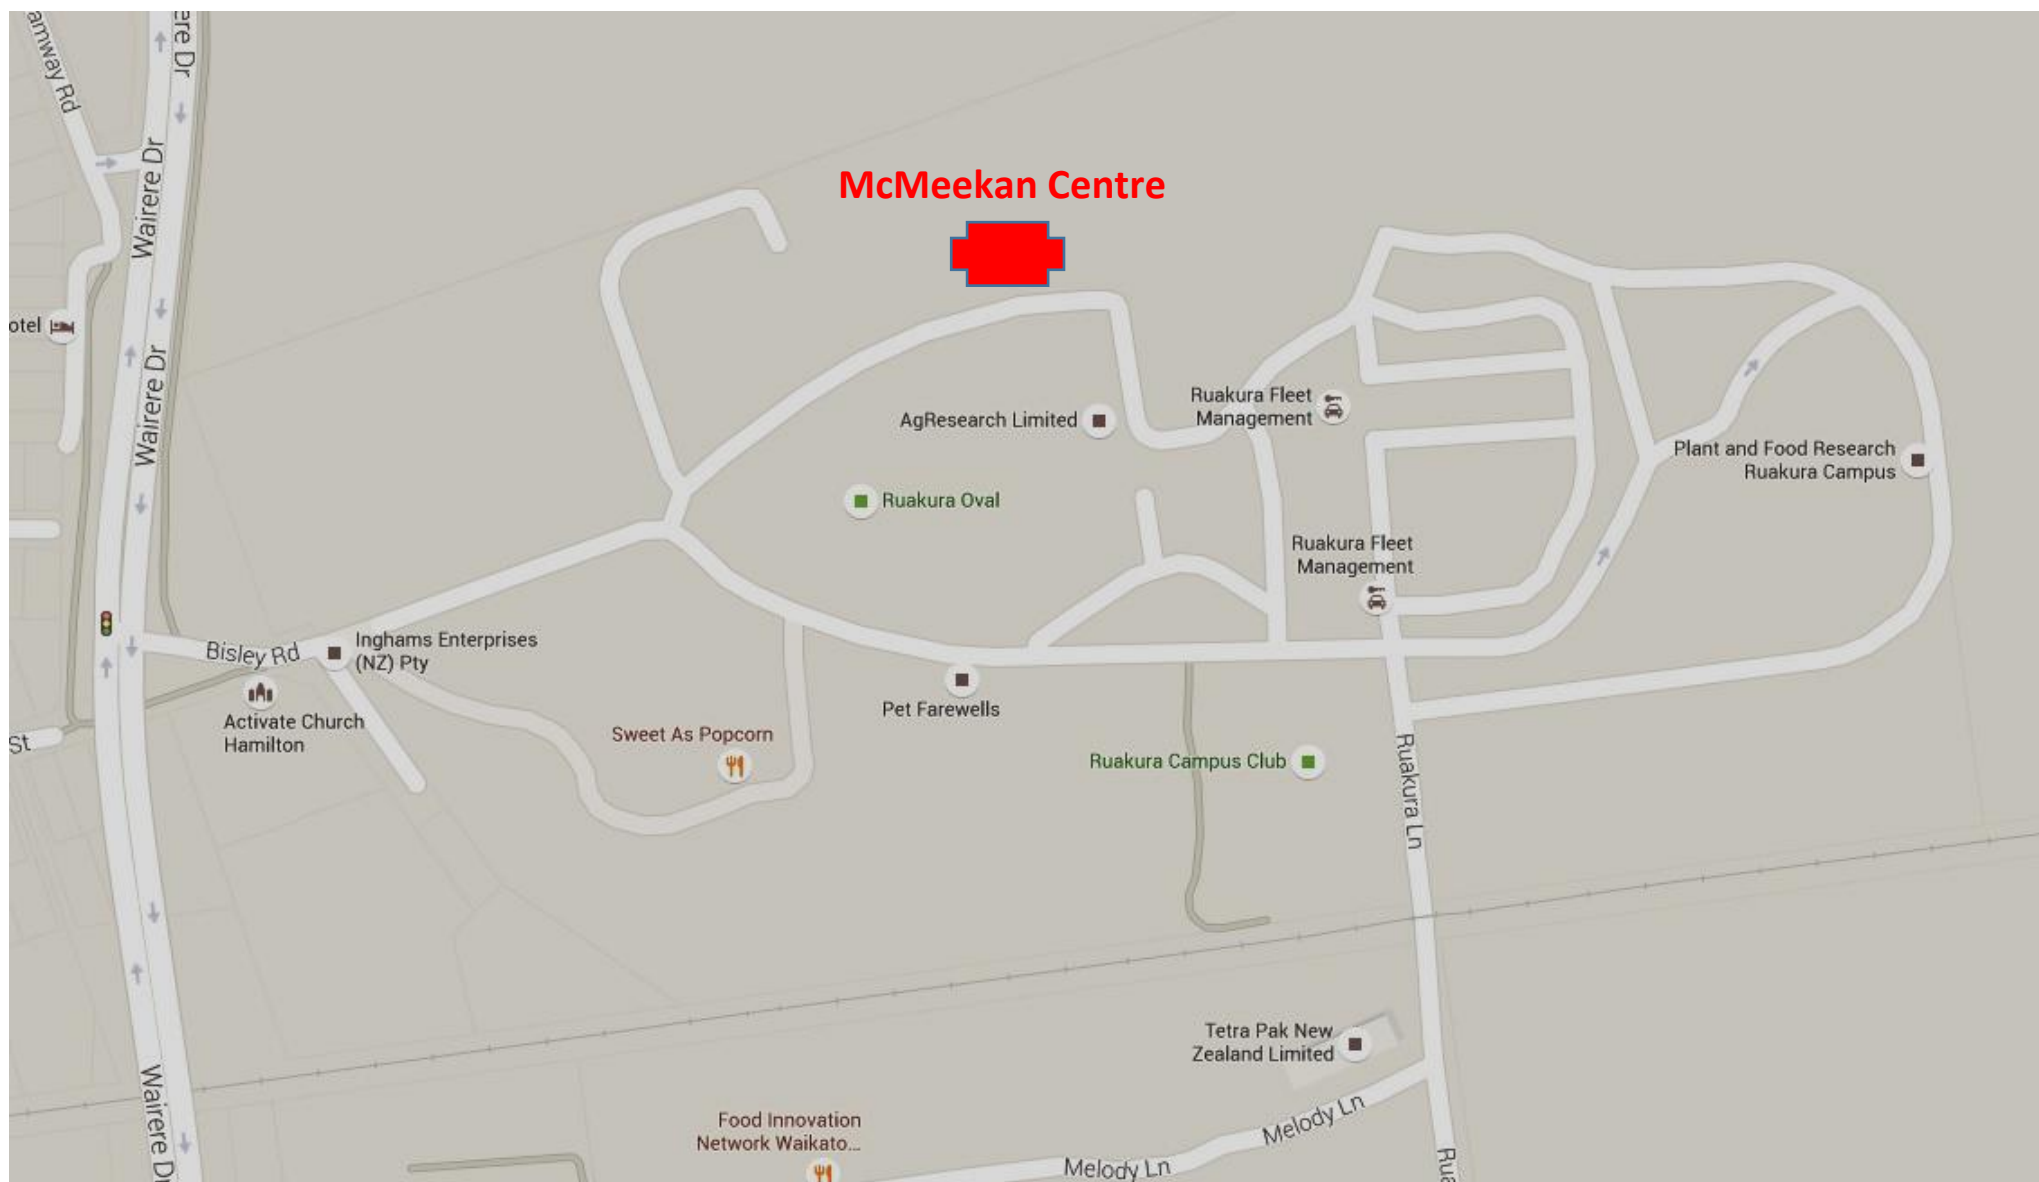 amway Rd
ere Dr
McMeekan Centre
Wairere Dr
otel
Wairere Dr
Ruakura Fleet
Management
AgResearch Limited
Plant and Food Research
Ruakura Campus
Ruakura Oval
Ruakura Fleet
Management
Bisley Rd
Inghams Enterprises
(NZ) Pty
Activate Church
Hamilton
St
Pet Farewells
Sweet As Popcorn
Ruakura Campus Club
Ruakura Ln
Tetra Pak New
Zealand Limited
Wairere Dr
Food Innovation
Network Waikato...
Melody Ln
Melody Ln
Rua